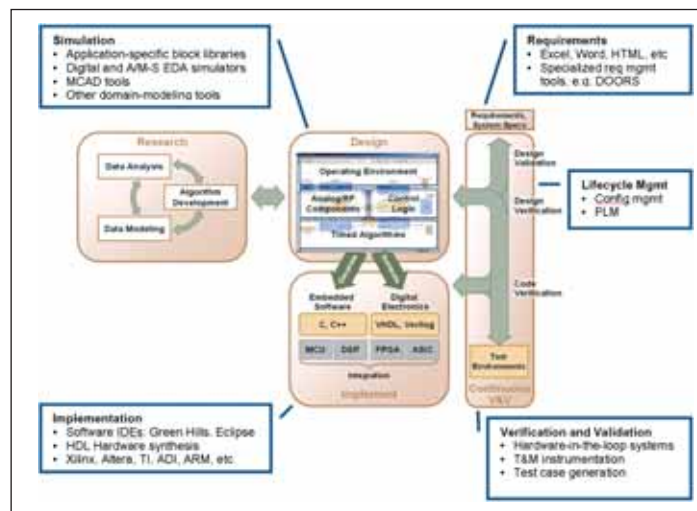 Simulation
• Application-specific block libraries
• Digital and A/M-S EDA simulators
• MCAD tools
• Other domain-modeling tools
Requirements
• Excel, Word, HTML, etc
• Specialized req mgmt
tools, e.g. DOORS
Research
Data Analysis
Algorithm
Development
Data Modeling
Design
Operating Environment
Analog/RF
Components
Control
Logic
Timed Algorithms
Requirements,
System Specs
Design
Validation
Design
Verification
Code
Verification
Lifecycle Mgmt
• Config mgmt
• PLM
Embedded
Software
Digital
Electronics
C, C++
VHDL, Verilog
MCU
DSP
FPGA
ASIC
Integration
Implement
Test
Environments
Continuous
V&V
Implementation
• Software IDEs: Green Hills, Eclipse
• HDL Hardware synthesis
• Xilinx, Altera, TI, ADI, ARM, etc
Verification and Validation
• Hardware-in-the-loop systems
• T&M instrumentation
• Test case generation